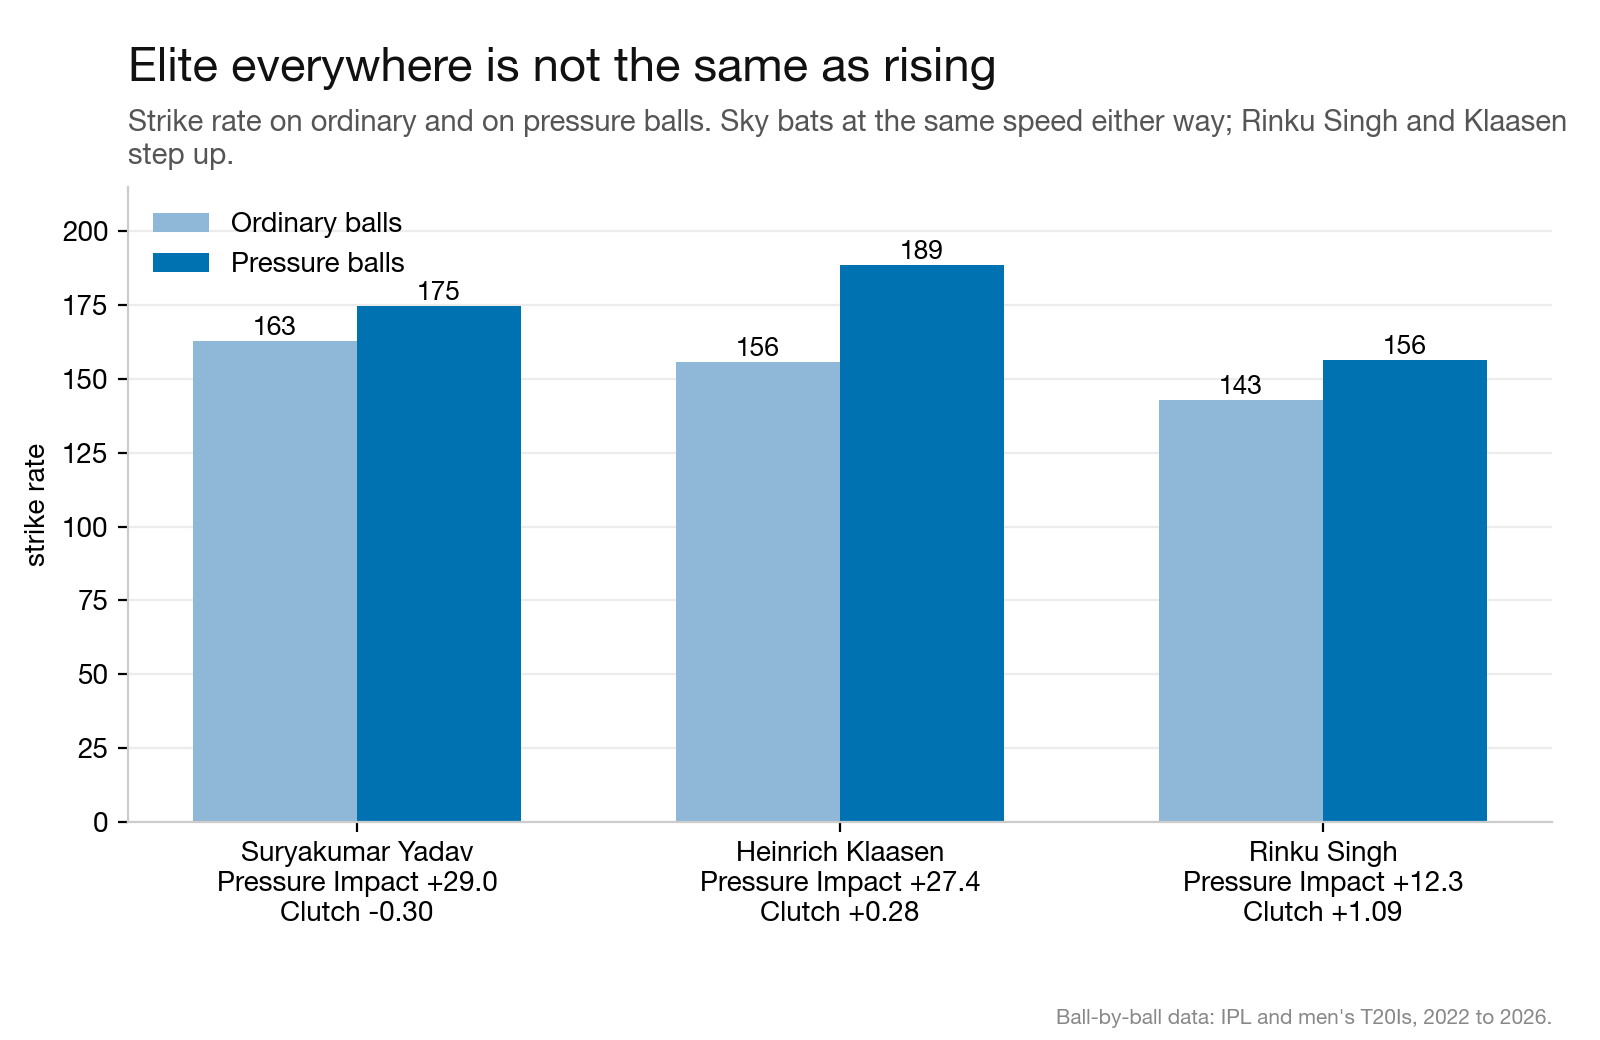 Elite everywhere is not the same as rising
Strike rate on ordinary and on pressure balls. Sky bats at the same speed either way; Rinku Singh and Klaasen
step up.
Ordinary balls
Pressure balls
strike rate
200
175
150
125
100
75
50
25
0
163
175
156
189
143
156
Suryakumar Yadav
Pressure Impact +29.0
Clutch -0.30
Heinrich Klaasen
Pressure Impact +27.4
Clutch +0.28
Rinku Singh
Pressure Impact +12.3
Clutch +1.09
Ball-by-ball data: IPL and men's T20Is, 2022 to 2026.